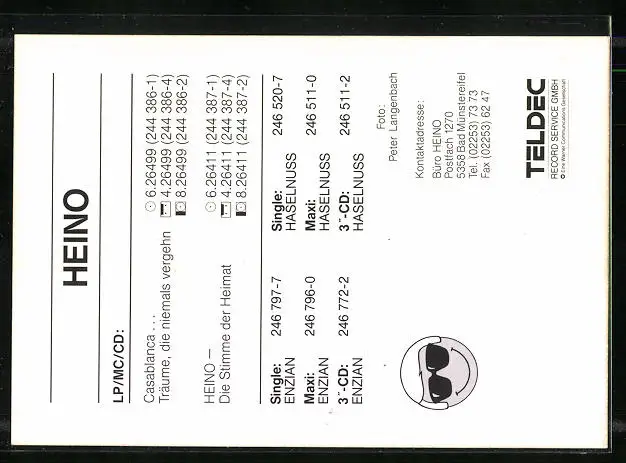 HEINO
LP/MC/CD:
Casablanca . . .
Träume, die niemals vergehn
6.26499 (244 386-1)
4.26499 (244 386-4)
8.26499 (244 386-2)
HEINO –
Die Stimme der Heimat
6.26411 (244 387-1)
4.26411 (244 387-4)
8.26411 (244 387-2)
Single: 246 797-7
ENZIAN
Maxi: 246 796-0
ENZIAN
3"-CD: 246 772-2
ENZIAN
Single: 246 520-7
HASELNUSS
Maxi: 246 511-0
HASELNUSS
3"-CD: 246 511-2
HASELNUSS
Foto:
Peter Langenbach
Kontaktadresse:
Büro HEINO
Postfach 1270
5358 Bad Münstereifel
Tel. (02253) 73 73
Fax (02253) 62 47
TELDEC
RECORD SERVICE GMBH
Eine Warner Communications Gesellschaft